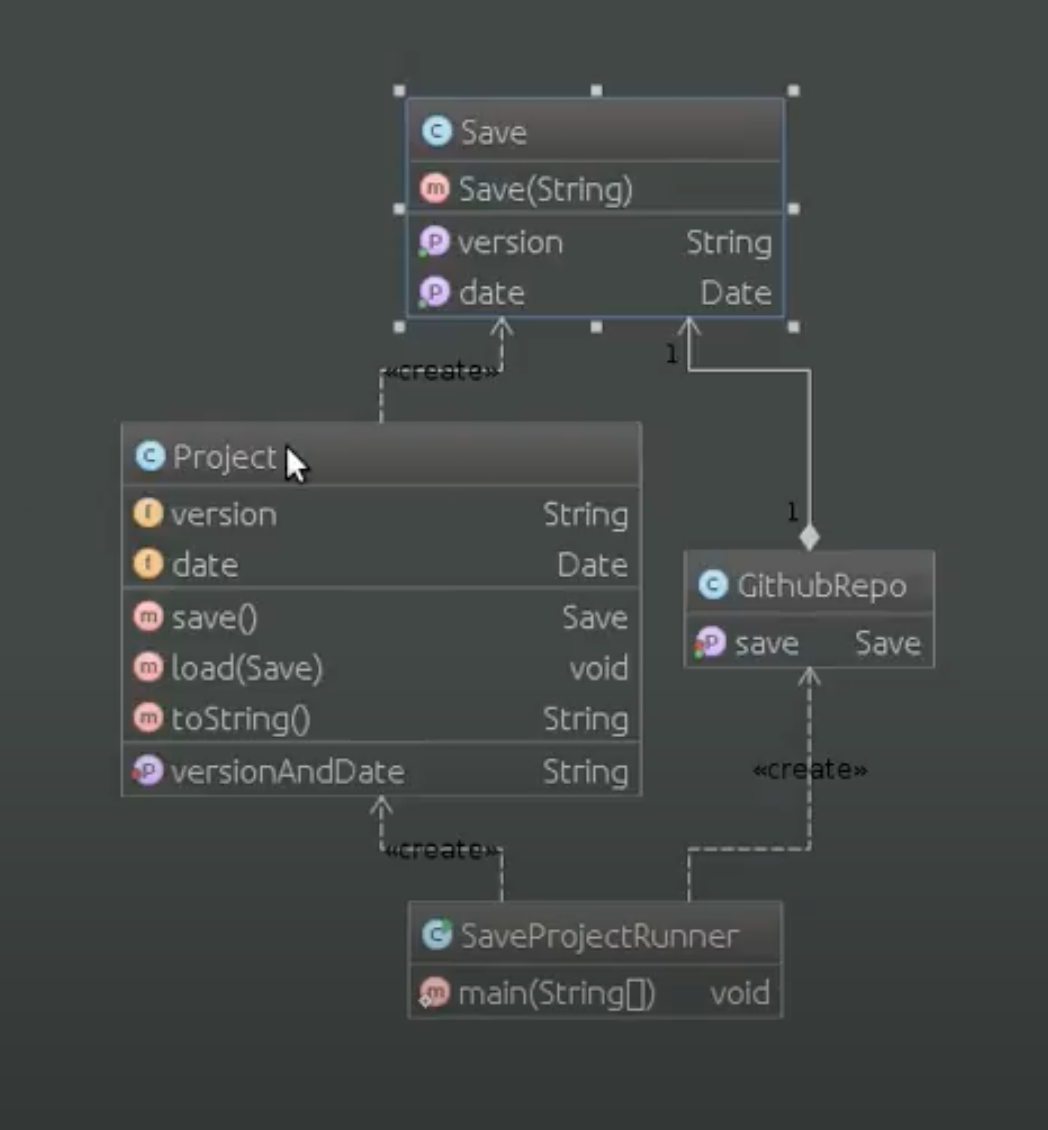 C Save
m Save(String)
P version String
P date Date
«create»
1
C Project
f version String
f date Date
m save() Save
m load(Save) void
m toString() String
P versionAndDate String
1
C GithubRepo
P save Save
«create»
«create»
C SaveProjectRunner
m main(String[]) void